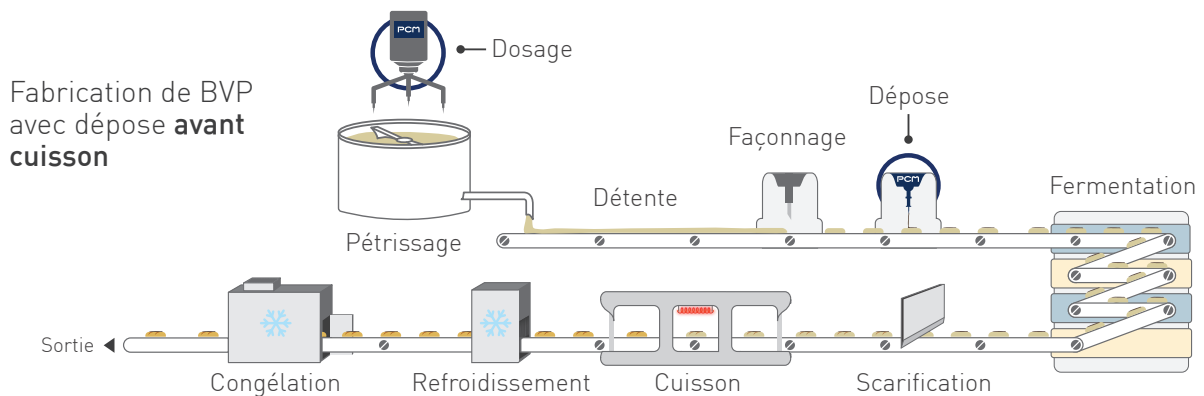 Fabrication de BVP
avec dépose avant
cuisson
PCM
Dosage
Pétrissage
Détente
Façonnage
Dépose
PCM
Fermentation
Scarification
Cuisson
Refroidissement
Congélation
Sortie